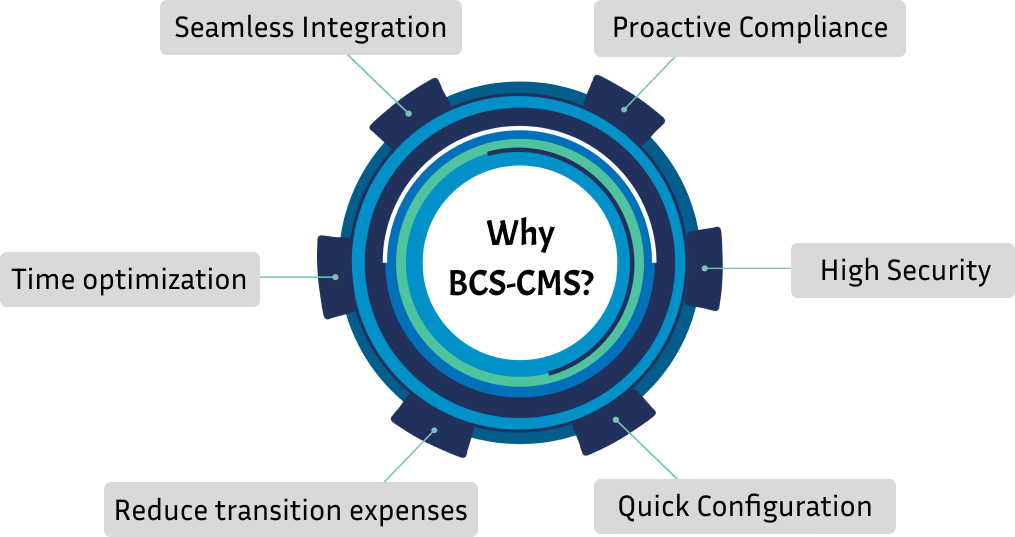 Seamless Integration
Proactive Compliance
Why
BCS-CMS?
Time optimization
High Security
Reduce transition expenses
Quick Configuration